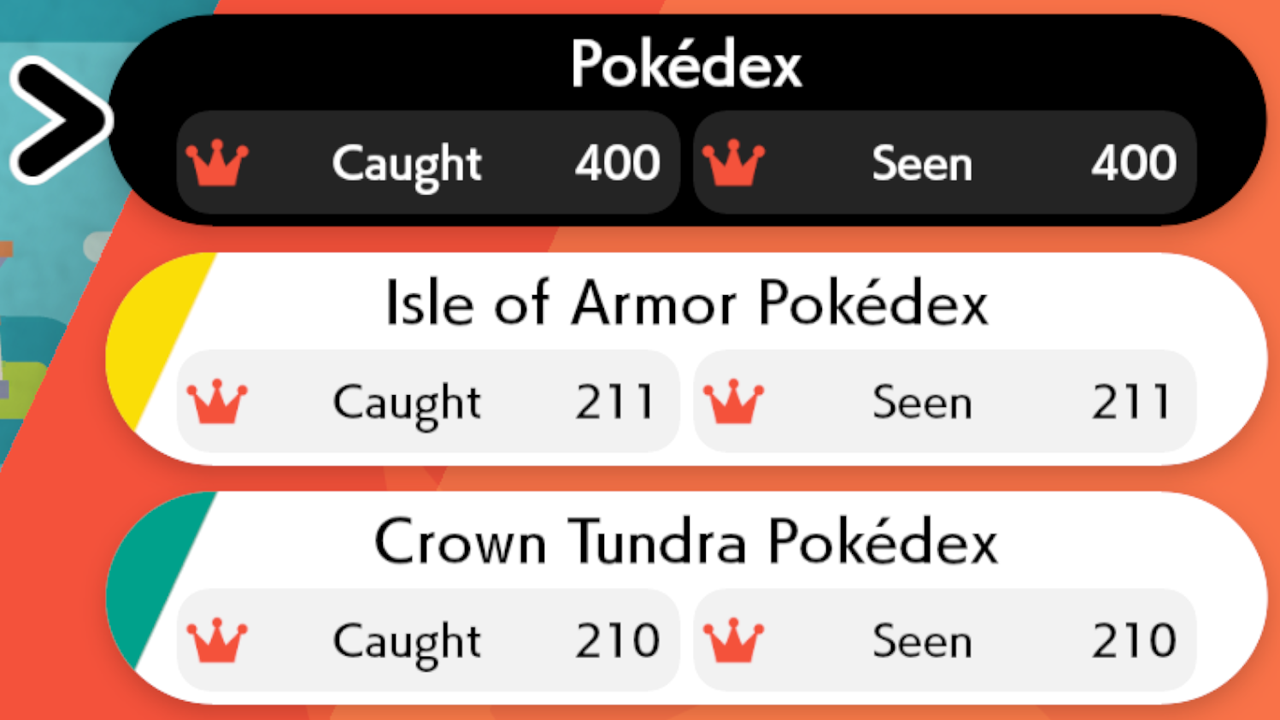 Pokédex
Caught 400 Seen 400
Isle of Armor Pokédex
Caught 211 Seen 211
Crown Tundra Pokédex
Caught 210 Seen 210